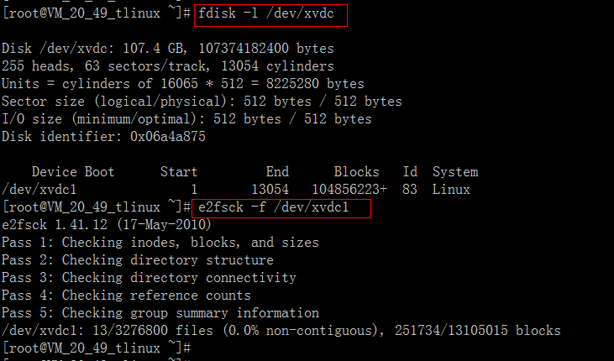 [root@VM_20_49_tlinux ~]# fdisk -l /dev/xvdc
Disk /dev/xvdc: 107.4 GB, 107374182400 bytes
255 heads, 63 sectors/track, 13054 cylinders
Units = cylinders of 16065 * 512 = 8225280 bytes
Sector size (logical/physical): 512 bytes / 512 bytes
I/O size (minimum/optimal): 512 bytes / 512 bytes
Disk identifier: 0x06a4a875
Device Boot Start End Blocks Id System
/dev/xvdc1 1 13054 104856223+ 83 Linux
[root@VM_20_49_tlinux ~]# e2fsck -f /dev/xvdc1
e2fsck 1.41.12 (17-May-2010)
Pass 1: Checking inodes, blocks, and sizes
Pass 2: Checking directory structure
Pass 3: Checking directory connectivity
Pass 4: Checking reference counts
Pass 5: Checking group summary information
/dev/xvdc1: 13/3276800 files (0.0% non-contiguous), 251734/13105015 blocks
[root@VM_20_49_tlinux ~]#